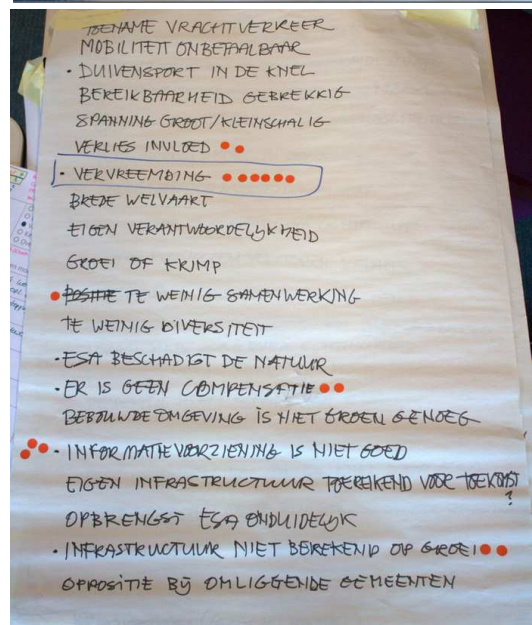 TOENAME VRACHTVERKEER
MOBILITEIT ONBETAALBAAR
• DUIVENSPORT IN DE KNEL
BEREIKBAARHEID GEBREKKIG
SPANNING GROOT/KLEINSCHALIG
VERLIES INVLOED
• VERVREEMDING
BREDE WELVAART
EIGEN VERANTWOORDELIJKHEID
GROEI OF KRIMP
POSITIE TE WEINIG SAMENWERKING
TE WEINIG DIVERSITEIT
• ESA BESCHADIGT DE NATUUR
• ER IS GEEN COMPENSATIE
BEBOUWDE OMGEVING IS NIET GROEN GENOEG
• INFORMATIEVOORZIENING IS NIET GOED
EIGEN INFRASTRUCTUUR TOEREIKEND VOOR TOEKOMST
?
OPBRENGST ESA ONDUIDELIJK
• INFRASTRUCTUUR NIET BEREKEND OP GROEI
OPPOSITIE BIJ OMLIGGENDE GEMEENTEN